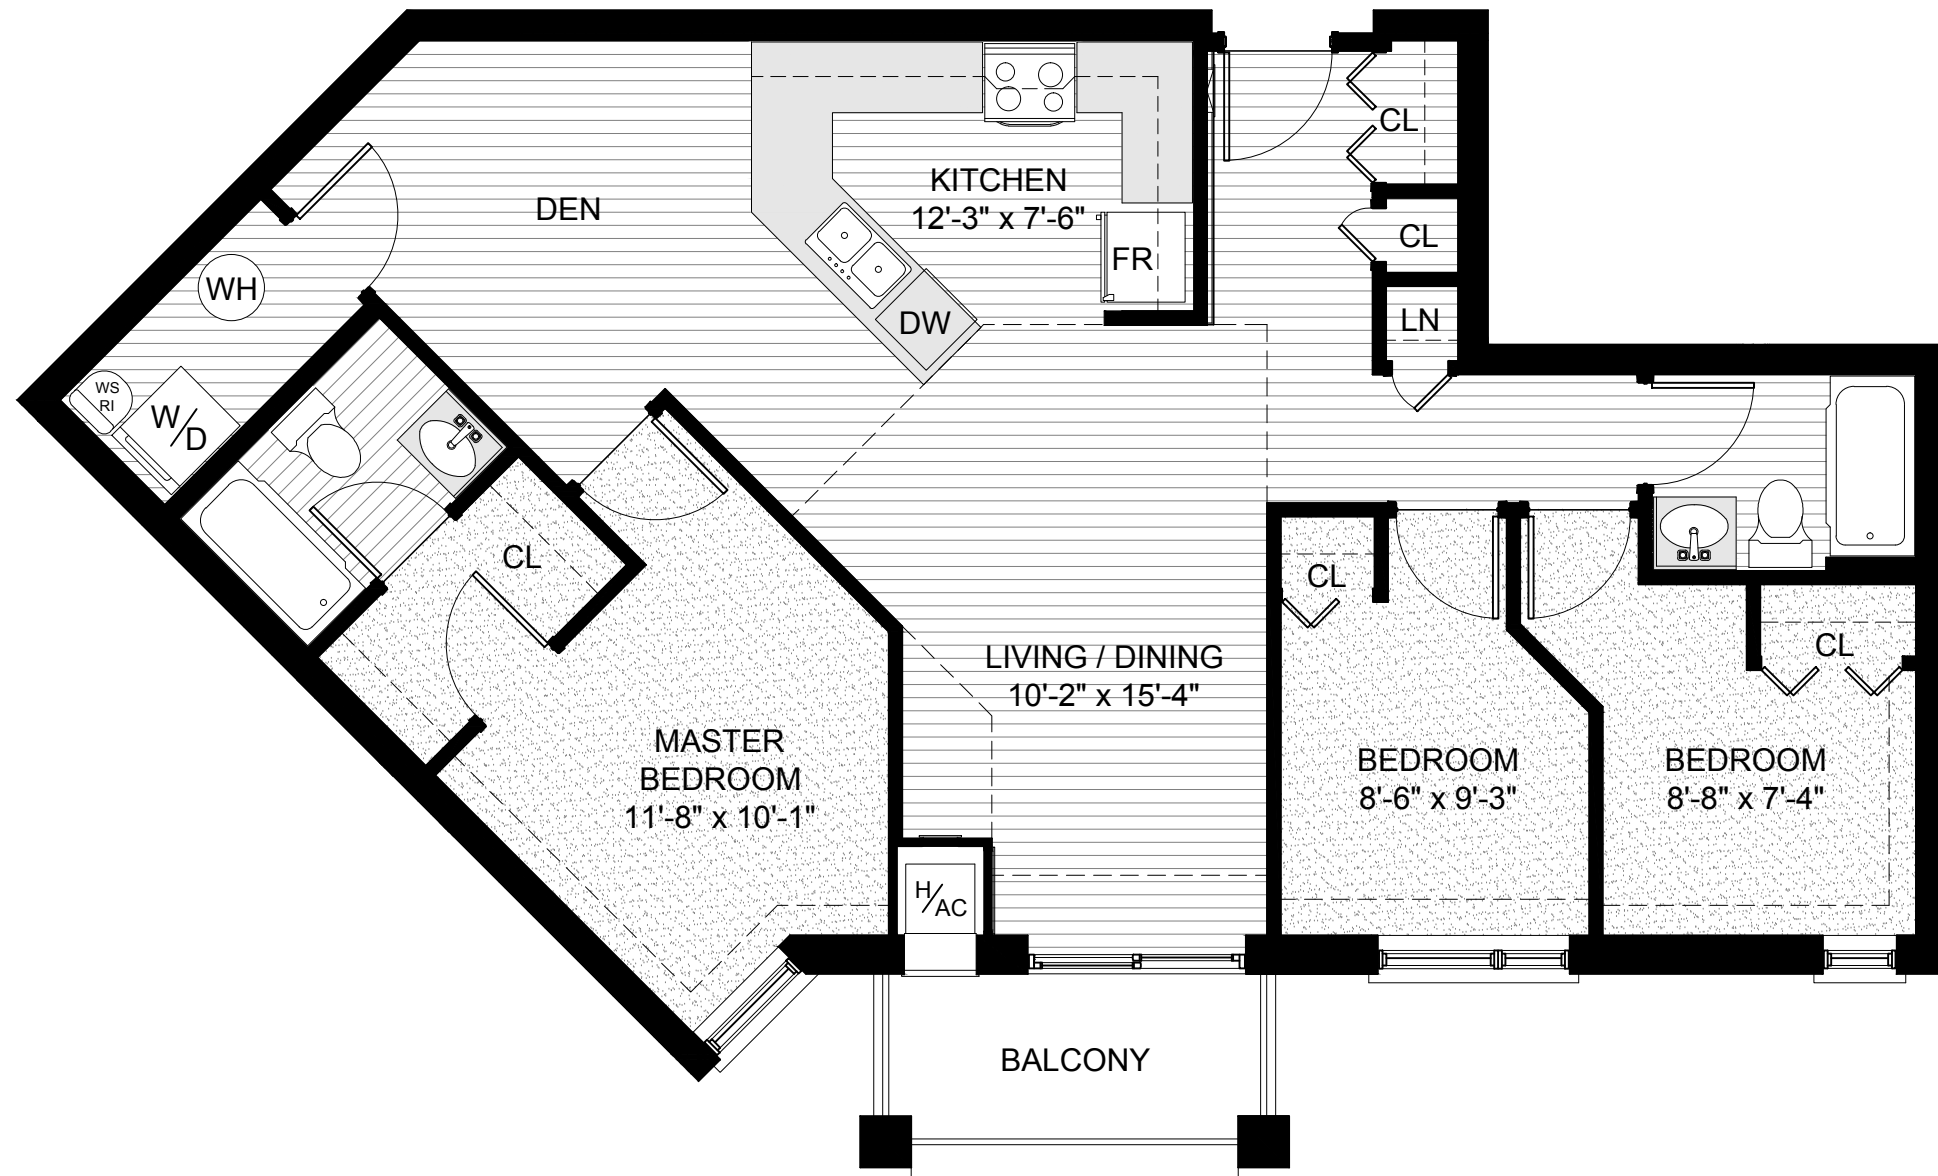 CL
KITCHEN
12'-3" x 7'-6"
DEN
CL
FR
WH
DW
LN
WS
RI
W/D
CL
CL
CL
LIVING / DINING
10'-2" x 15'-4"
MASTER
BEDROOM
11'-8" x 10'-1"
BEDROOM
8'-6" x 9'-3"
BEDROOM
8'-8" x 7'-4"
H/AC
BALCONY